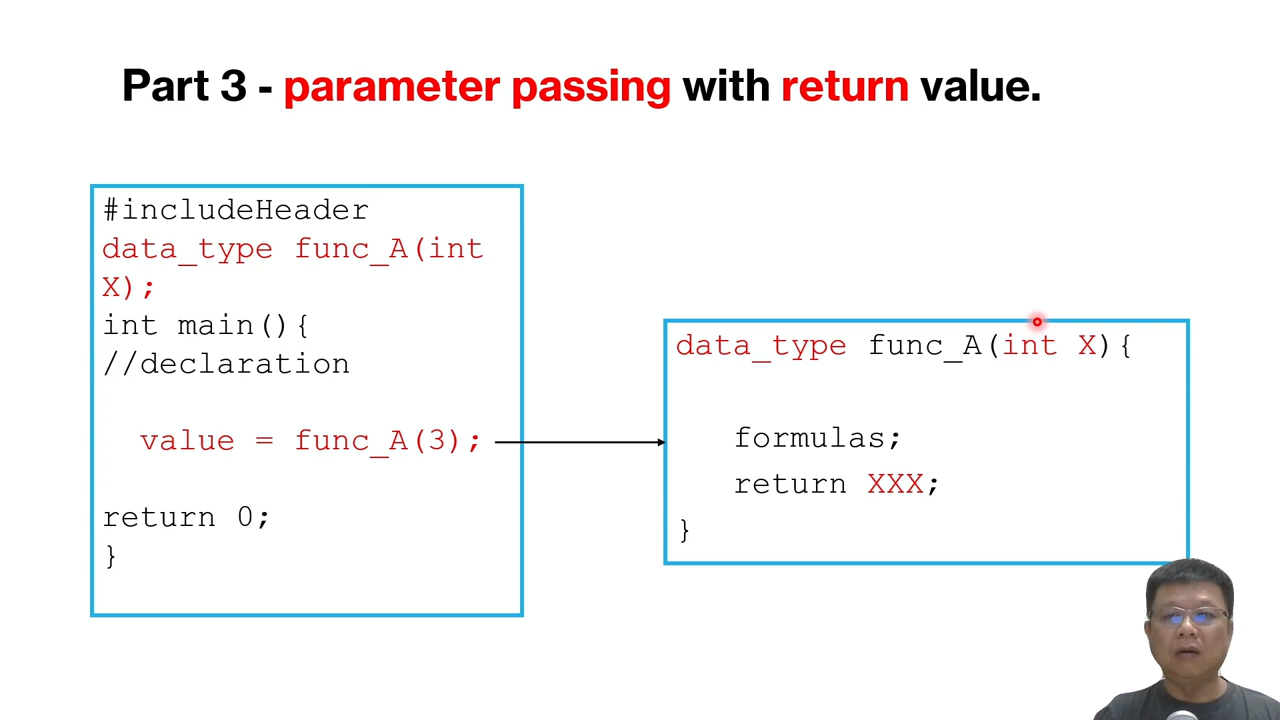 Part 3 - parameter passing with return value.
#includeHeader
data_type func_A(int
X);
int main(){
//declaration
value = func_A(3);
return 0;
}
data_type func_A(int X){
formulas;
return XXX;
}